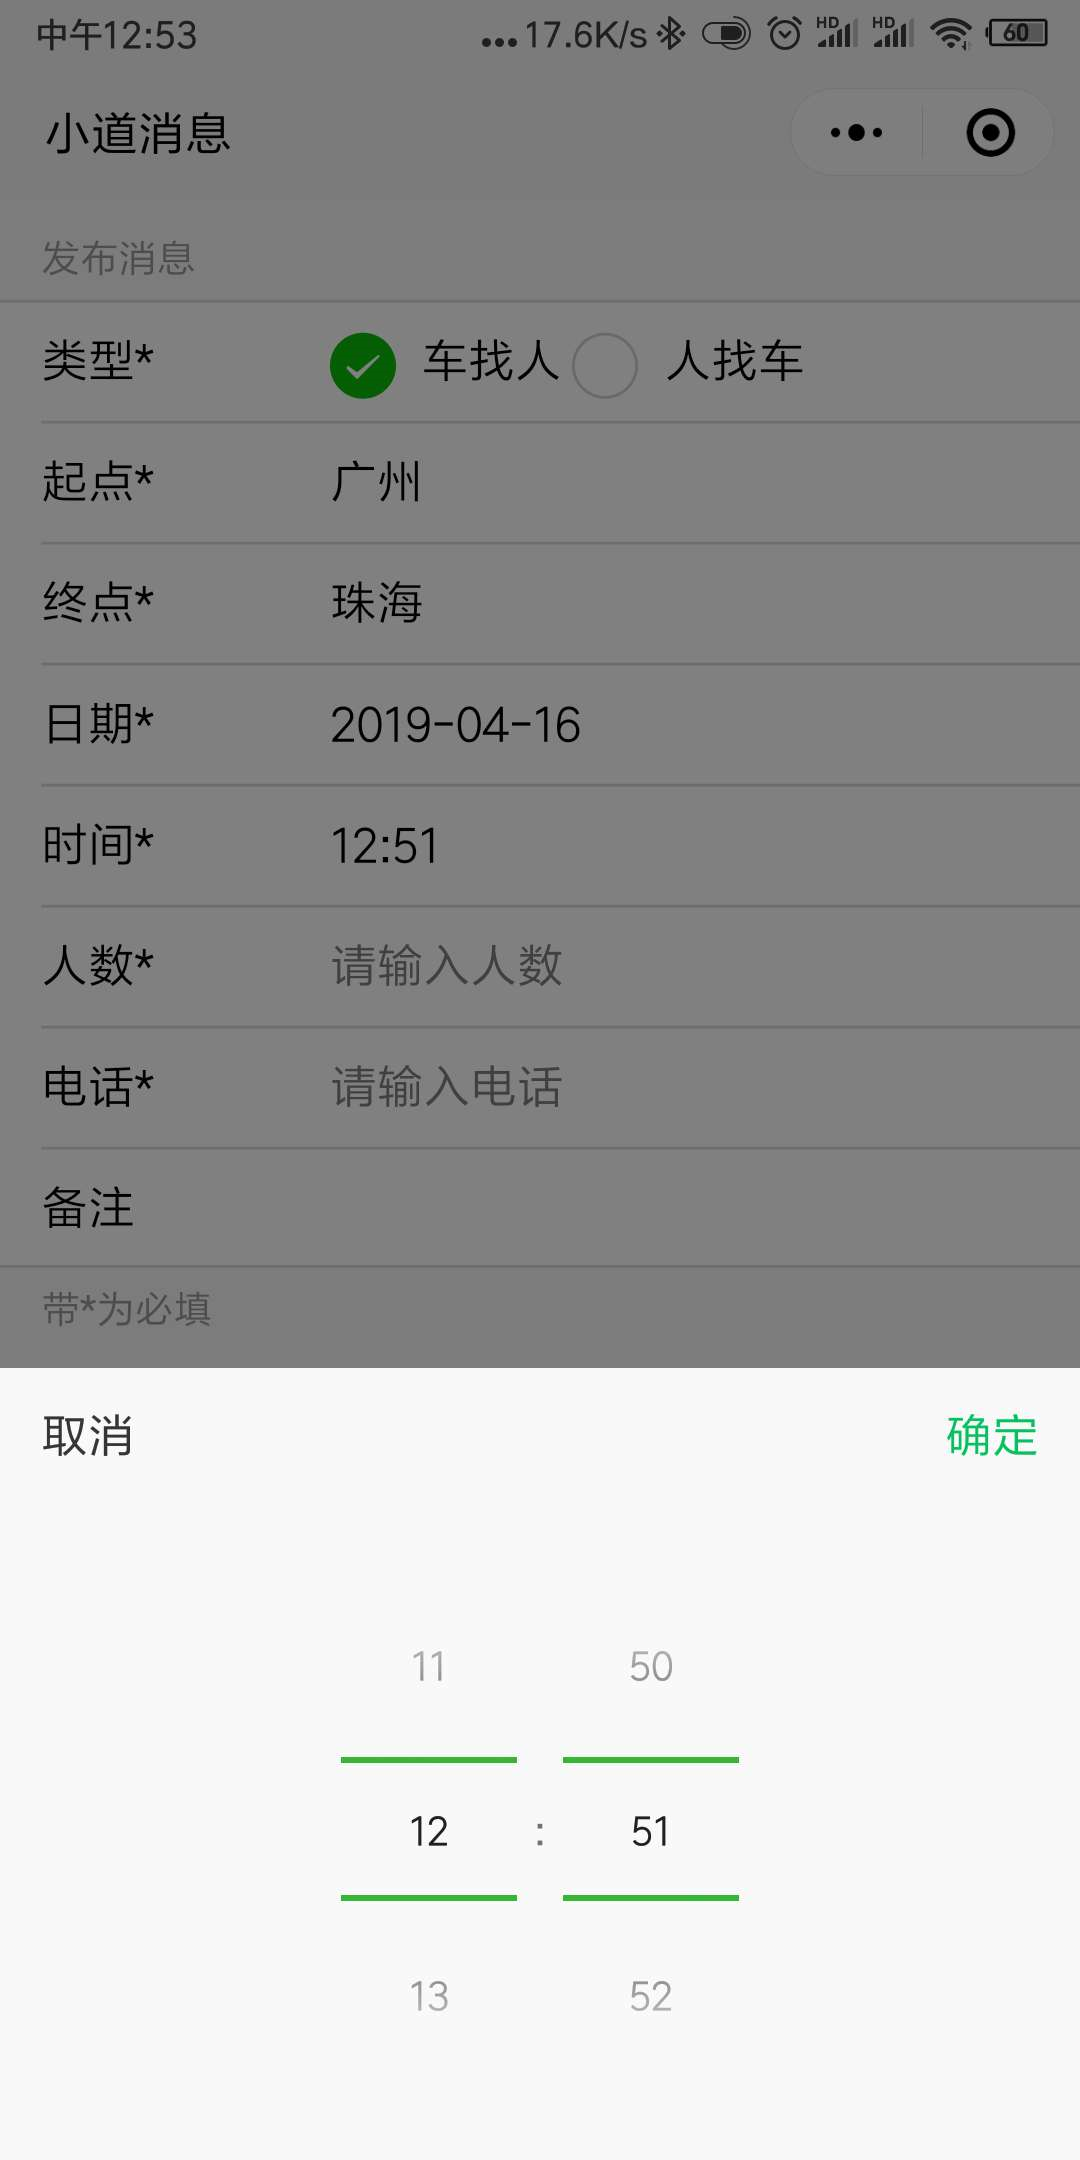 中午12:53 ...17.6K/s HD HD 60
小道消息
发布消息
类型* 车找人 人找车
起点* 广州
终点* 珠海
日期* 2019-04-16
时间* 12:51
人数* 请输入人数
电话* 请输入电话
备注
带*为必填
取消 确定
11 50
12 : 51
13 52